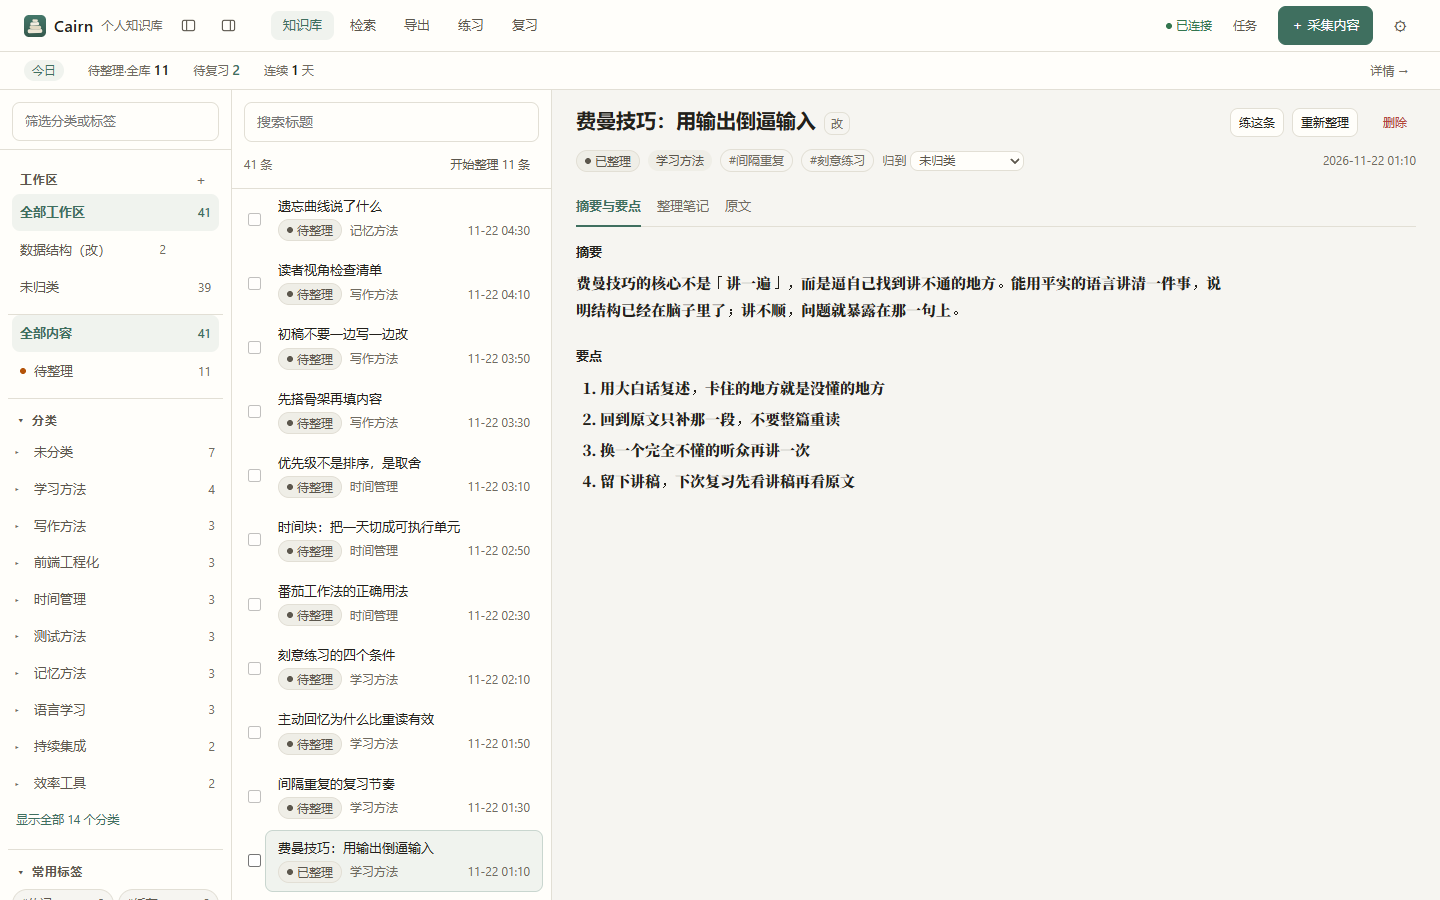 Cairn 个人知识库 知识库 检索 导出 练习 复习 已连接 任务 + 采集内容
今日 待整理·全库 11 待复习 2 连续 1 天 详情 →
筛选分类或标签
工作区 +
全部工作区 41
数据结构（改） 2
未归类 39
全部内容 41
待整理 11
分类
未分类 7
学习方法 4
写作方法 3
前端工程化 3
时间管理 3
测试方法 3
记忆方法 3
语言学习 3
持续集成 2
效率工具 2
显示全部 14 个分类
常用标签
搜索标题
41 条 开始整理 11 条
遗忘曲线说了什么
待整理 记忆方法 11-22 04:30
读者视角检查清单
待整理 写作方法 11-22 04:10
初稿不要一边写一边改
待整理 写作方法 11-22 03:50
先搭骨架再填内容
待整理 写作方法 11-22 03:30
优先级不是排序，是取舍
待整理 时间管理 11-22 03:10
时间块：把一天切成可执行单元
待整理 时间管理 11-22 02:50
番茄工作法的正确用法
待整理 时间管理 11-22 02:30
刻意练习的四个条件
待整理 学习方法 11-22 02:10
主动回忆为什么比重读有效
待整理 学习方法 11-22 01:50
间隔重复的复习节奏
待整理 学习方法 11-22 01:30
费曼技巧：用输出倒逼输入
已整理 学习方法 11-22 01:10
费曼技巧：用输出倒逼输入 改 练这条 重新整理 删除
已整理 学习方法 #间隔重复 #刻意练习 归到 未归类 2026-11-22 01:10
摘要与要点 整理笔记 原文
摘要
费曼技巧的核心不是「讲一遍」，而是逼自己找到讲不通的地方。能用平实的语言讲清一件事，说
明结构已经在脑子里了；讲不顺，问题就暴露在那一句上。
要点
1. 用大白话复述，卡住的地方就是没懂的地方
2. 回到原文只补那一段，不要整篇重读
3. 换一个完全不懂的听众再讲一次
4. 留下讲稿，下次复习先看讲稿再看原文